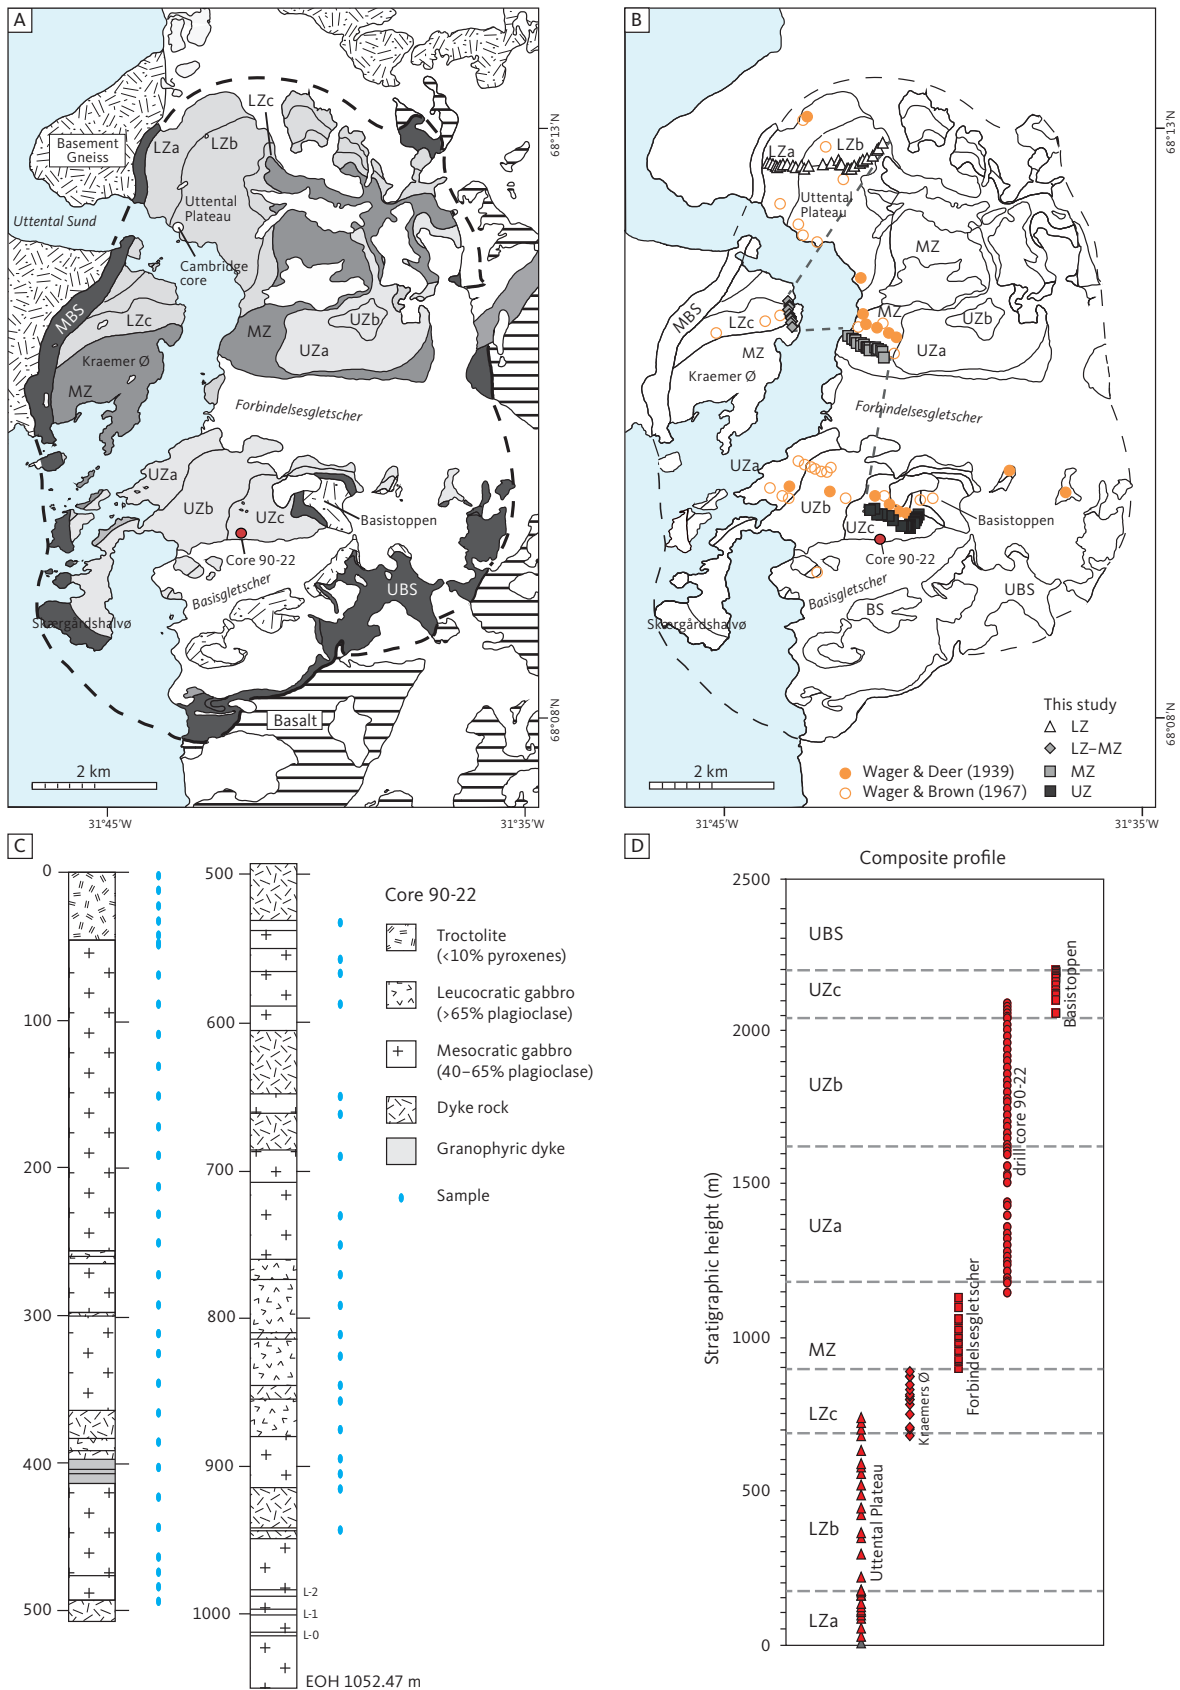 A
LZc
LZa
LZb
Basement
Gneiss
68°13'N
Uttental
Plateau
Uttental Sund
Cambridge
core
MBS
LZc
MZ
UZb
UZa
Kraemer Ø
MZ
Forbindelsesgletscher
UZa
UZb
UZc
Basistoppen
Core 90-22
Basisgletscher
UBS
Skærgårdshalvø
Basalt
68°08'N
2 km
31°45'W
31°35'W
B
68°13'N
LZa
LZb
Uttental
Plateau
MZ
MBS
LZc
MZ
UZb
MZ
UZa
Kraemer Ø
Forbindelsesgletscher
UZa
UZb
UZc
Basistoppen
Core 90-22
Basisgletscher
BS
UBS
Skærgårdshalvø
68°08'N
This study
LZ
LZ–MZ
MZ
UZ
Wager & Deer (1939)
Wager & Brown (1967)
2 km
31°45'W
31°35'W
C
0
100
200
300
400
500
500
600
700
800
900
1000
L-2
L-1
L-0
EOH 1052.47 m
Core 90-22
Troctolite
(<10% pyroxenes)
Leucocratic gabbro
(>65% plagioclase)
Mesocratic gabbro
(40–65% plagioclase)
Dyke rock
Granophyric dyke
Sample
D
Composite profile
Stratigraphic height (m)
2500
2000
1500
1000
500
0
UBS
UZc
UZb
UZa
MZ
LZc
LZb
LZa
Basistoppen
drill core 90-22
Forbindelsesgletscher
Kraemers Ø
Uttental Plateau